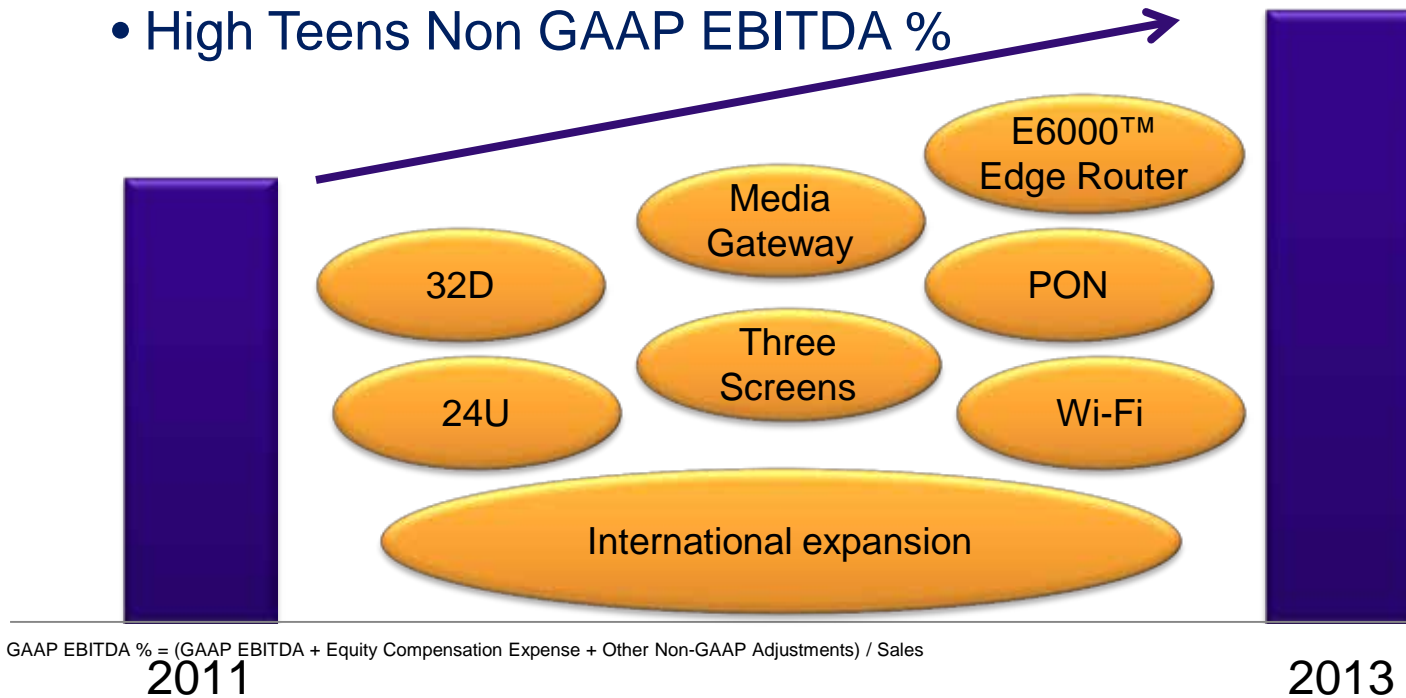 • High Teens Non GAAP EBITDA %
E6000™
Edge Router
Media
Gateway
32D
PON
Three
Screens
24U
Wi-Fi
International expansion
GAAP EBITDA % = (GAAP EBITDA + Equity Compensation Expense + Other Non-GAAP Adjustments) / Sales
2011
2013